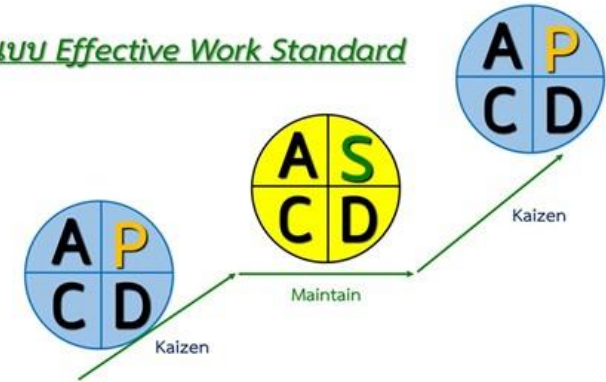 แบบ Effective Work Standard
A P
C D
Kaizen
A S
C D
Maintain
A P
C D
Kaizen